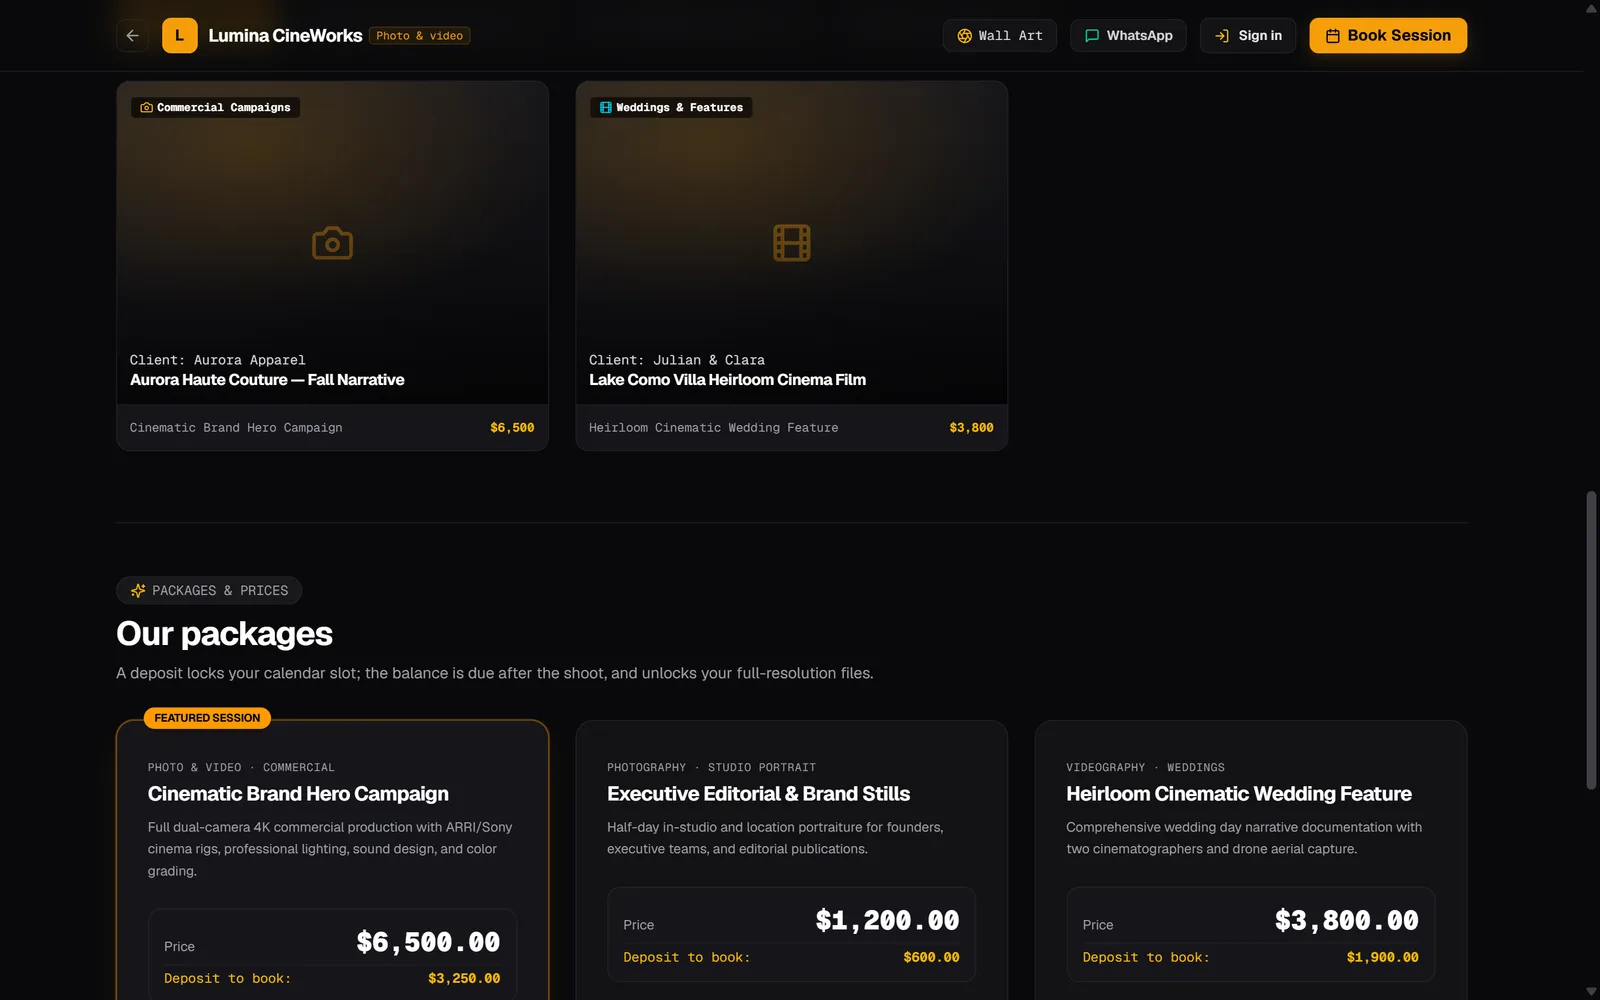 L
Lumina CineWorks
Photo & video
Wall Art
WhatsApp
Sign in
Book Session
Commercial Campaigns
Client: Aurora Apparel
Aurora Haute Couture — Fall Narrative
Cinematic Brand Hero Campaign
$6,500
Weddings & Features
Client: Julian & Clara
Lake Como Villa Heirloom Cinema Film
Heirloom Cinematic Wedding Feature
$3,800
PACKAGES & PRICES
Our packages
A deposit locks your calendar slot; the balance is due after the shoot, and unlocks your full-resolution files.
FEATURED SESSION
PHOTO & VIDEO · COMMERCIAL
Cinematic Brand Hero Campaign
Full dual-camera 4K commercial production with ARRI/Sony
cinema rigs, professional lighting, sound design, and color
grading.
Price
$6,500.00
Deposit to book:
$3,250.00
PHOTOGRAPHY · STUDIO PORTRAIT
Executive Editorial & Brand Stills
Half-day in-studio and location portraiture for founders,
executive teams, and editorial publications.
Price
$1,200.00
Deposit to book:
$600.00
VIDEOGRAPHY · WEDDINGS
Heirloom Cinematic Wedding Feature
Comprehensive wedding day narrative documentation with
two cinematographers and drone aerial capture.
Price
$3,800.00
Deposit to book:
$1,900.00